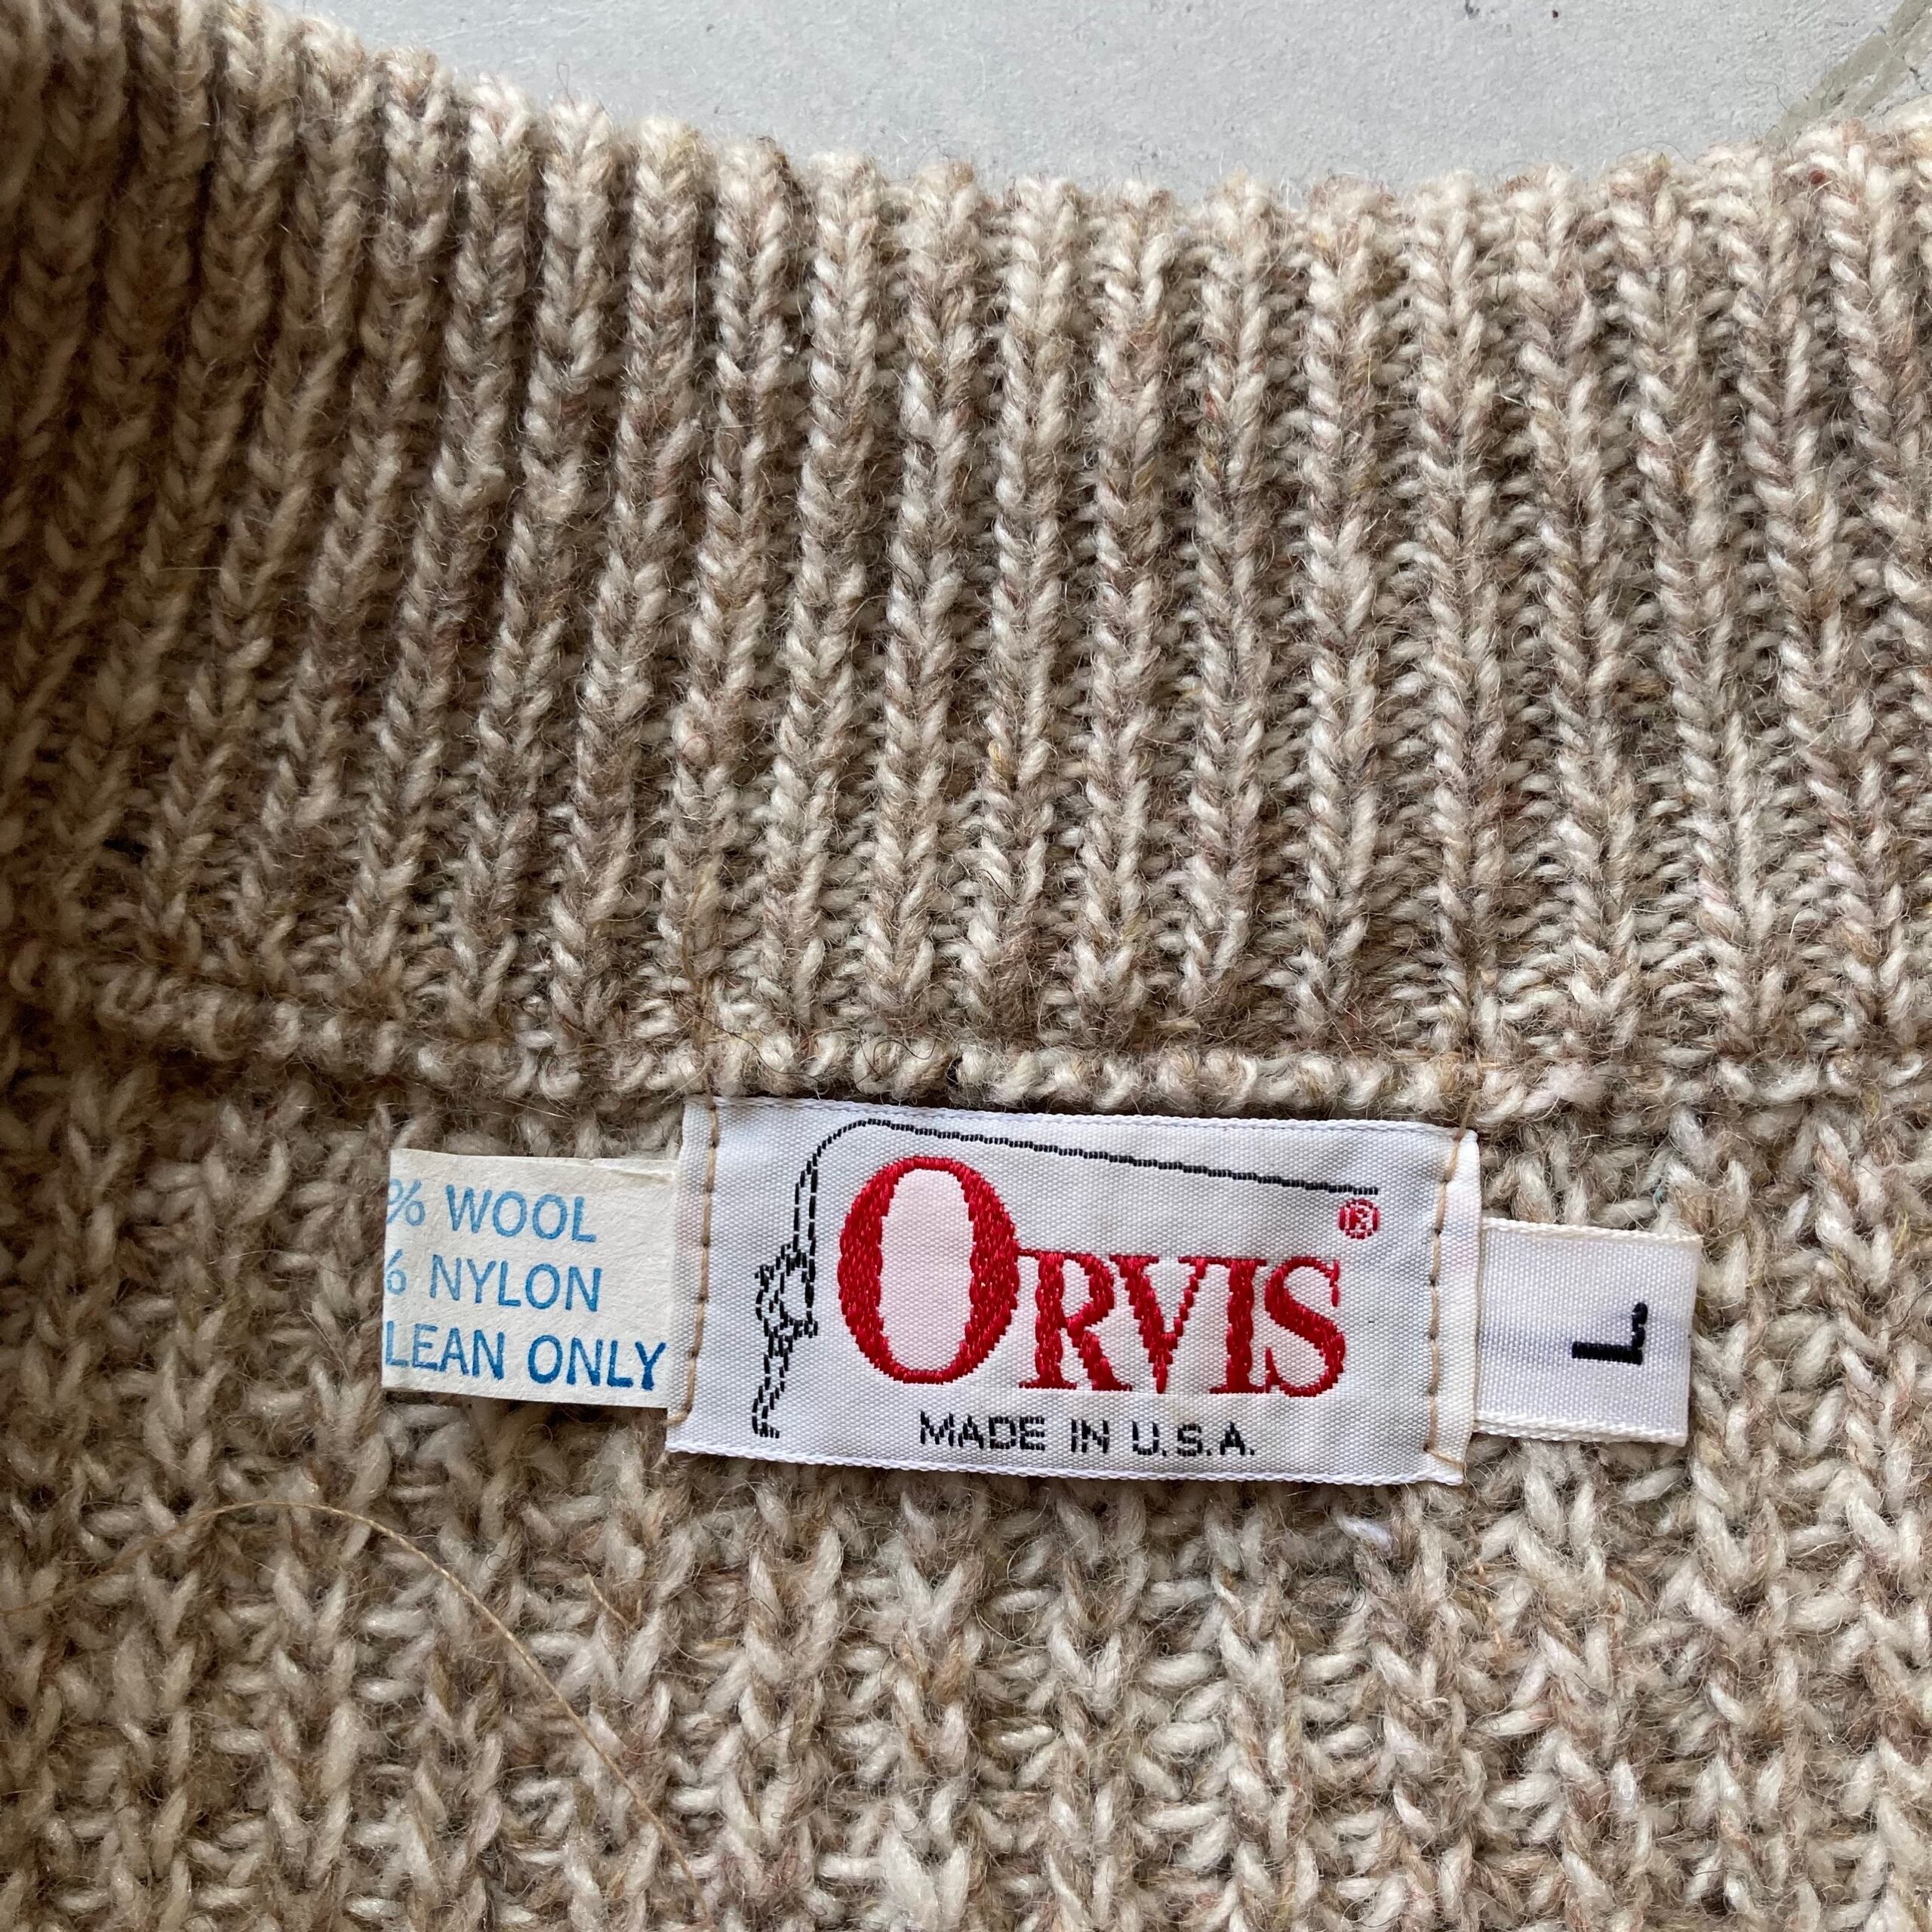 % WOOL
% NYLON
LEAN ONLY
ORVIS®
MADE IN U.S.A.
L